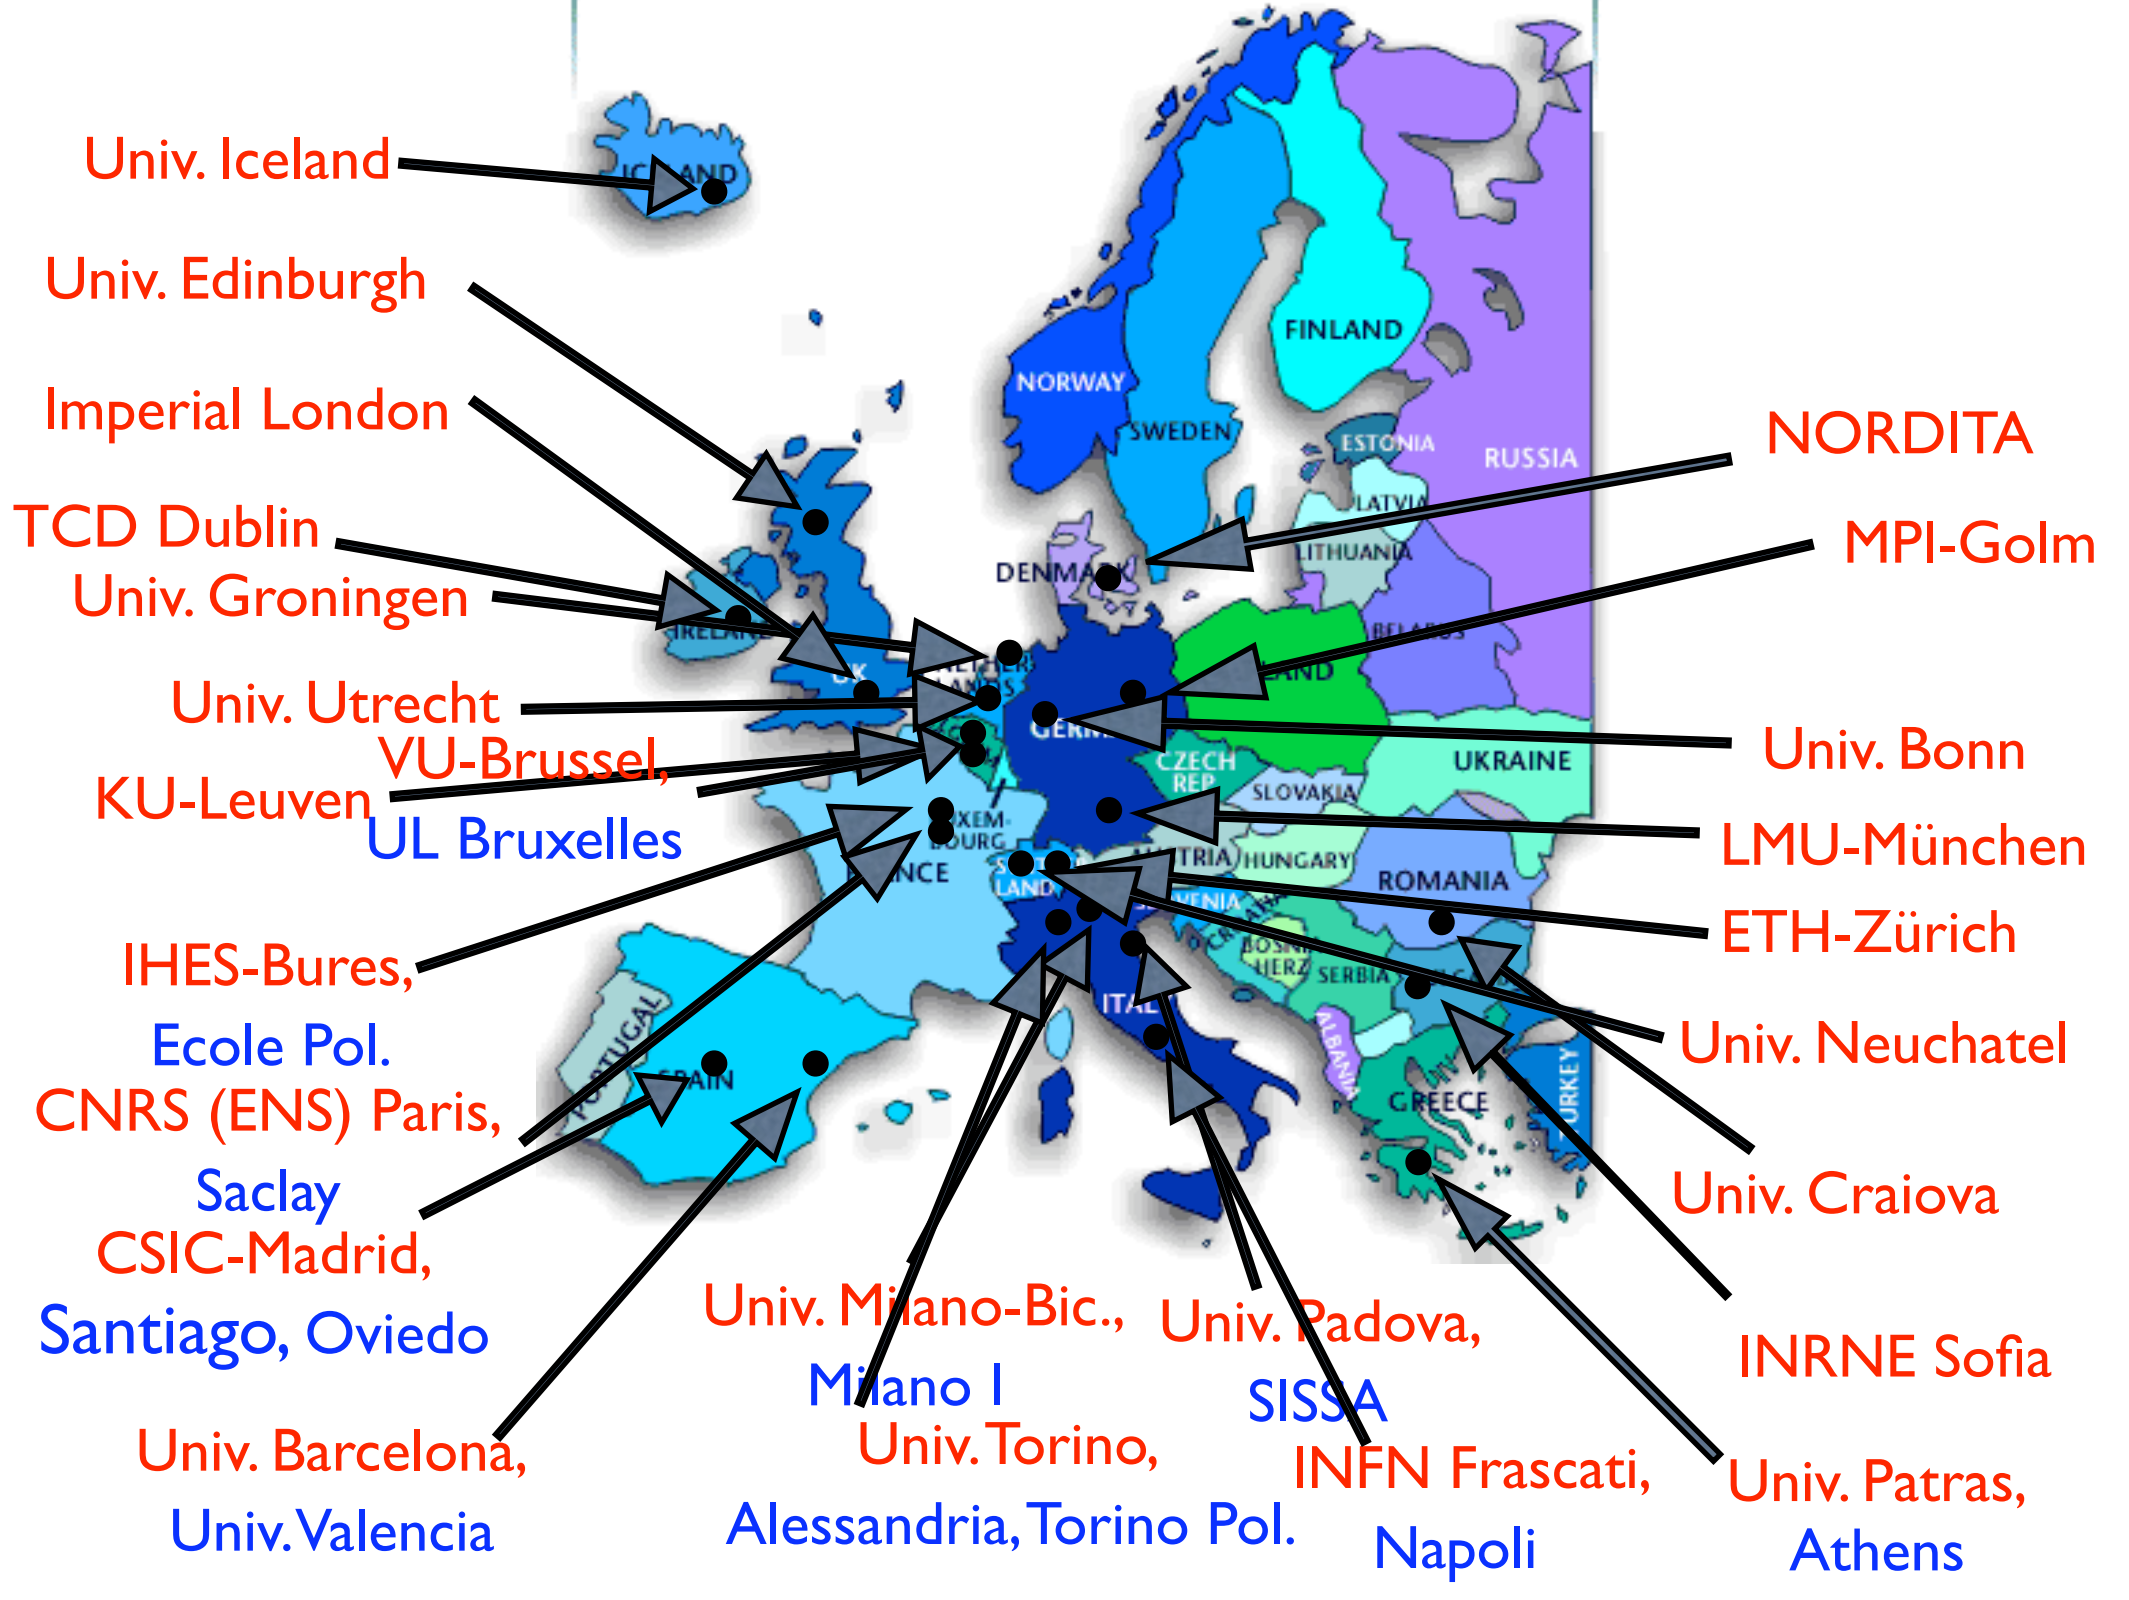 Univ. Iceland
ICELAND
Univ. Edinburgh
FINLAND
NORWAY
Imperial London
SWEDEN
ESTONIA
RUSSIA
NORDITA
LATVIA
TCD Dublin
LITHUANIA
MPI-Golm
DENMARK
Univ. Groningen
IRELAND
BELARUS
UK
Univ. Utrecht
VU-Brussel,
UKRAINE
Univ. Bonn
CZECH
REP
KU-Leuven
SLOVAKIA
UL Bruxelles
LMU-München
HUNGARY
ROMANIA
ETH-Zürich
IHES-Bures,
SERBIA
ITALY
Ecole Pol.
Univ. Neuchatel
PORTUGAL
SPAIN
ALBANIA
GREECE
TURKEY
CNRS (ENS) Paris,
Saclay
Univ. Craiova
CSIC-Madrid,
Santiago, Oviedo
Univ. Milano-Bic.,
Milano I
Univ. Padova,
SISSA
INRNE Sofia
Univ. Barcelona,
Univ. Valencia
Univ. Torino,
Alessandria, Torino Pol.
INFN Frascati,
Napoli
Univ. Patras,
Athens